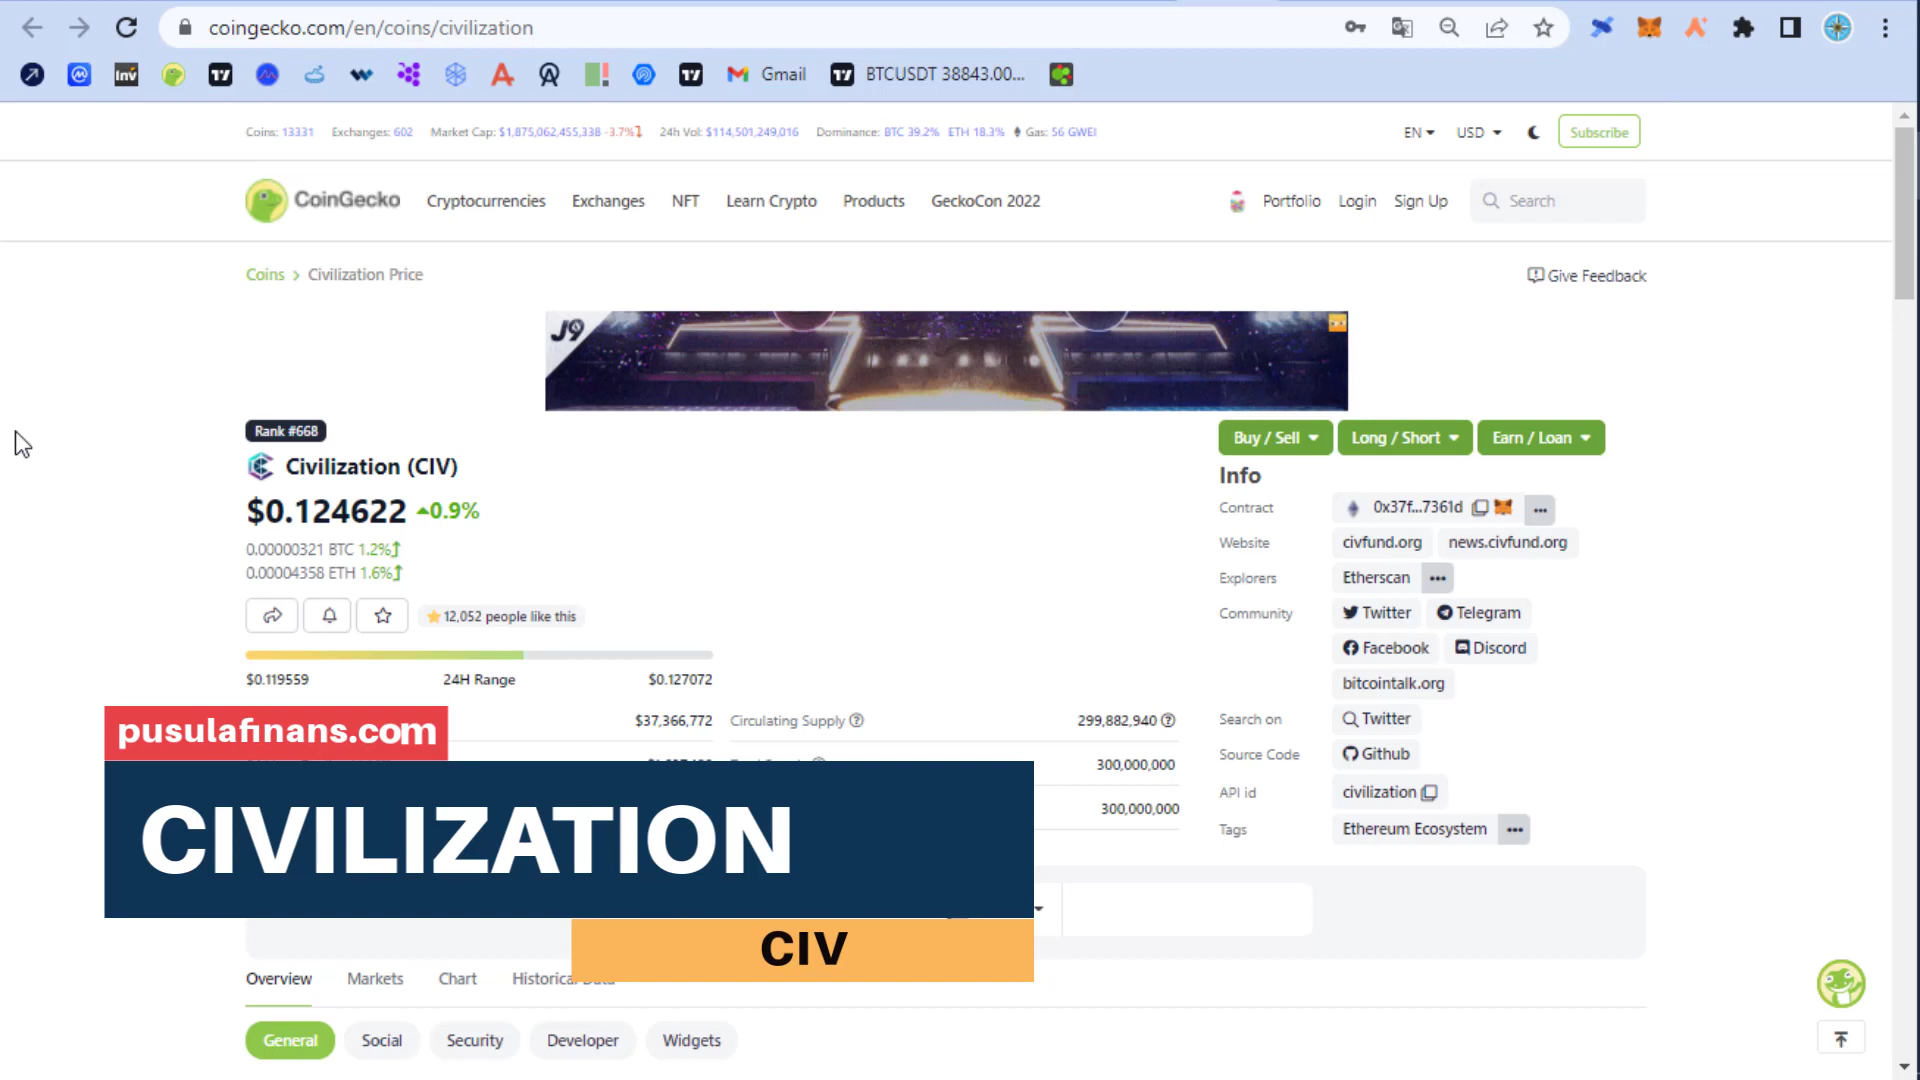 coingecko.com/en/coins/civilization
Inv
Gmail
BTCUSDT 38843.00...
Coins: 13331 Exchanges: 602 Market Cap: $1,875,062,455,338 -3.7% 24h Vol: $114,501,249,016 Dominance: BTC 39.2% ETH 18.3% Gas: 56 GWEI
EN USD Subscribe
CoinGecko Cryptocurrencies Exchanges NFT Learn Crypto Products GeckoCon 2022 Portfolio Login Sign Up Search
Coins > Civilization Price
Give Feedback
J9
Rank #668
Buy / Sell Long / Short Earn / Loan
Civilization (CIV)
Info
$0.124622 0.9%
Contract 0x37f...7361d ...
0.00000321 BTC 1.2%
Website civfund.org news.civfund.org
0.00004358 ETH 1.6%
Explorers Etherscan ...
12,052 people like this
Community Twitter Telegram
Facebook Discord
$0.119559 24H Range $0.127072
bitcointalk.org
pusulafinans.com
$37,366,772 Circulating Supply 299,882,940
Search on Twitter
Source Code Github
300,000,000
API id civilization
300,000,000
Tags Ethereum Ecosystem ...
CIVILIZATION
CIV
Overview Markets Chart Historical Data
General Social Security Developer Widgets